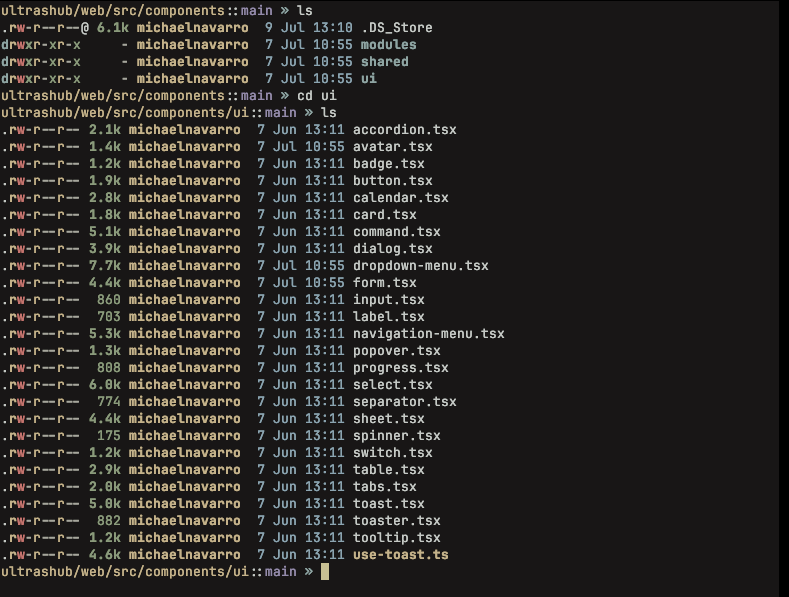 ultrashub/web/src/components::main » ls
.rw-r--r--@ 6.1k michaelnavarro  9 Jul 13:10 .DS_Store
drwxr-xr-x     - michaelnavarro  7 Jul 10:55 modules
drwxr-xr-x     - michaelnavarro  7 Jul 10:55 shared
drwxr-xr-x     - michaelnavarro  7 Jul 10:55 ui
ultrashub/web/src/components::main » cd ui
ultrashub/web/src/components/ui::main » ls
.rw-r--r-- 2.1k michaelnavarro  7 Jun 13:11 accordion.tsx
.rw-r--r-- 1.4k michaelnavarro  7 Jul 10:55 avatar.tsx
.rw-r--r-- 1.2k michaelnavarro  7 Jun 13:11 badge.tsx
.rw-r--r-- 1.9k michaelnavarro  7 Jun 13:11 button.tsx
.rw-r--r-- 2.8k michaelnavarro  7 Jun 13:11 calendar.tsx
.rw-r--r-- 1.8k michaelnavarro  7 Jun 13:11 card.tsx
.rw-r--r-- 5.1k michaelnavarro  7 Jun 13:11 command.tsx
.rw-r--r-- 3.9k michaelnavarro  7 Jun 13:11 dialog.tsx
.rw-r--r-- 7.7k michaelnavarro  7 Jul 10:55 dropdown-menu.tsx
.rw-r--r-- 4.4k michaelnavarro  7 Jul 10:55 form.tsx
.rw-r--r--  860 michaelnavarro  7 Jun 13:11 input.tsx
.rw-r--r--  703 michaelnavarro  7 Jun 13:11 label.tsx
.rw-r--r-- 5.3k michaelnavarro  7 Jun 13:11 navigation-menu.tsx
.rw-r--r-- 1.3k michaelnavarro  7 Jun 13:11 popover.tsx
.rw-r--r--  808 michaelnavarro  7 Jun 13:11 progress.tsx
.rw-r--r-- 6.0k michaelnavarro  7 Jun 13:11 select.tsx
.rw-r--r--  774 michaelnavarro  7 Jun 13:11 separator.tsx
.rw-r--r-- 4.4k michaelnavarro  7 Jun 13:11 sheet.tsx
.rw-r--r--  175 michaelnavarro  7 Jun 13:11 spinner.tsx
.rw-r--r-- 1.2k michaelnavarro  7 Jun 13:11 switch.tsx
.rw-r--r-- 2.9k michaelnavarro  7 Jun 13:11 table.tsx
.rw-r--r-- 2.0k michaelnavarro  7 Jun 13:11 tabs.tsx
.rw-r--r-- 5.0k michaelnavarro  7 Jun 13:11 toast.tsx
.rw-r--r--  882 michaelnavarro  7 Jun 13:11 toaster.tsx
.rw-r--r-- 1.2k michaelnavarro  7 Jun 13:11 tooltip.tsx
.rw-r--r-- 4.6k michaelnavarro  7 Jun 13:11 use-toast.ts
ultrashub/web/src/components/ui::main »